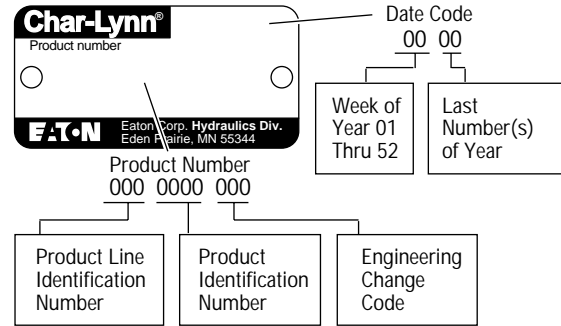 Char-Lynn®
Product number
EATON
Eaton Corp. Hydraulics Div.
Eden Prairie, MN 55344
Date Code
00 00
Week of
Year 01
Thru 52
Last
Number(s)
of Year
Product Number
000 0000 000
Product Line
Identification
Number
Product
Identification
Number
Engineering
Change
Code